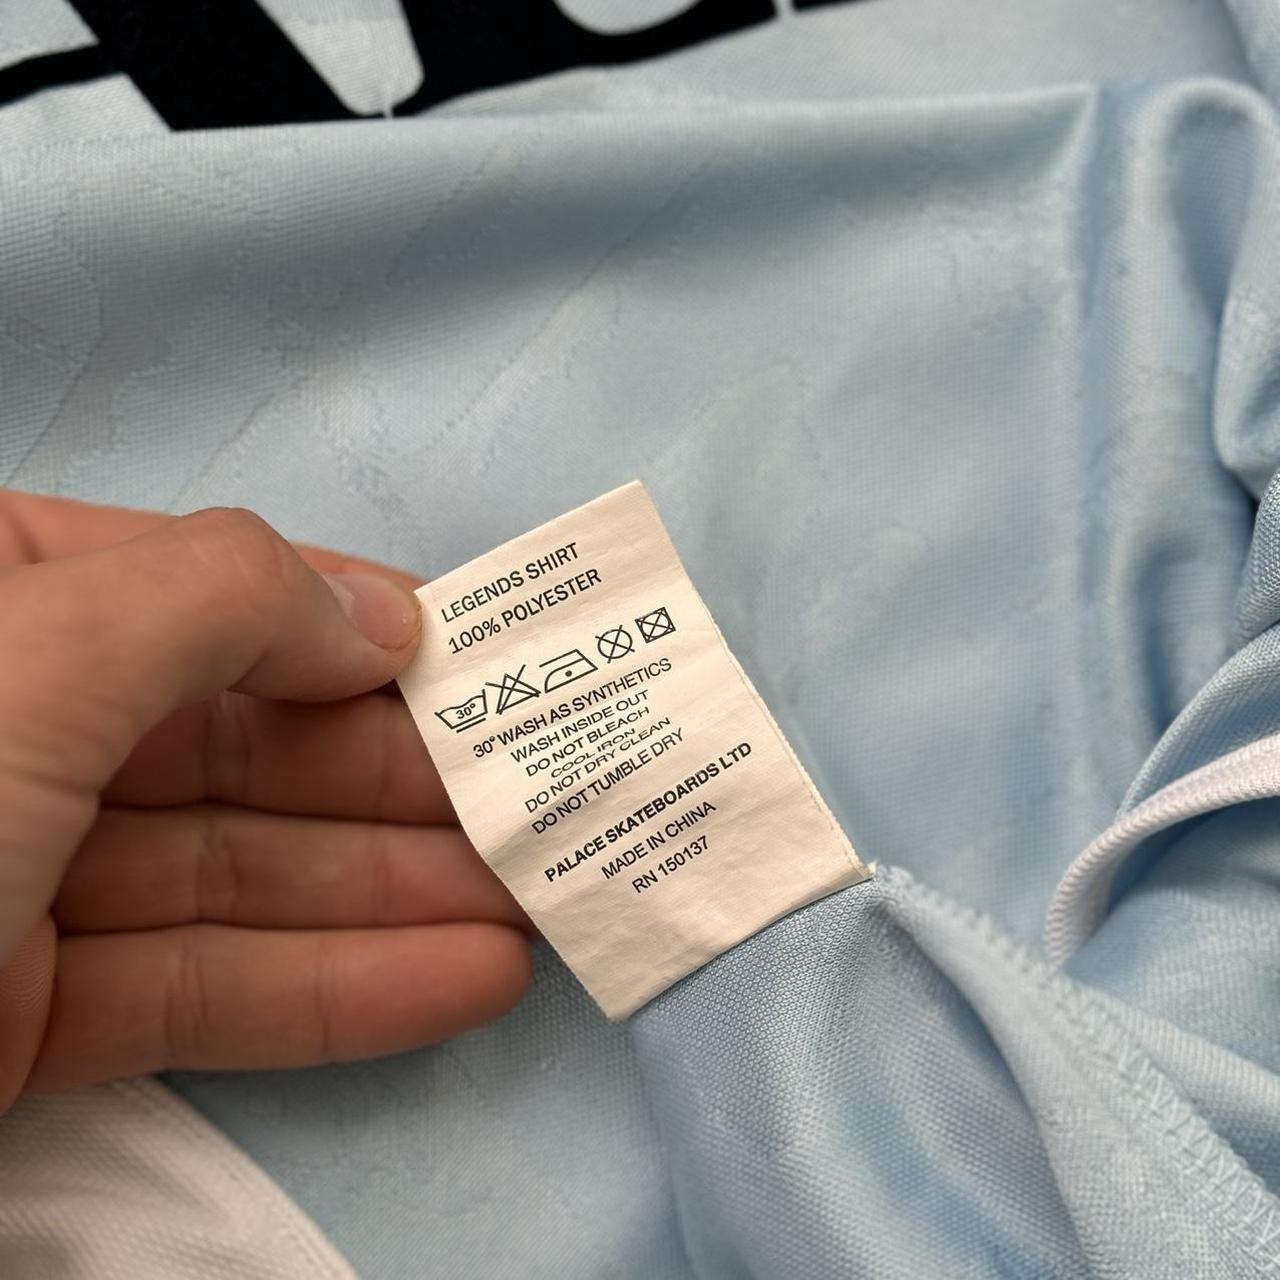 LEGENDS SHIRT
100% POLYESTER
30°
30° WASH AS SYNTHETICS
WASH INSIDE OUT
DO NOT BLEACH
COOL IRON
DO NOT DRY CLEAN
DO NOT TUMBLE DRY
PALACE SKATEBOARDS LTD
MADE IN CHINA
RN 150137